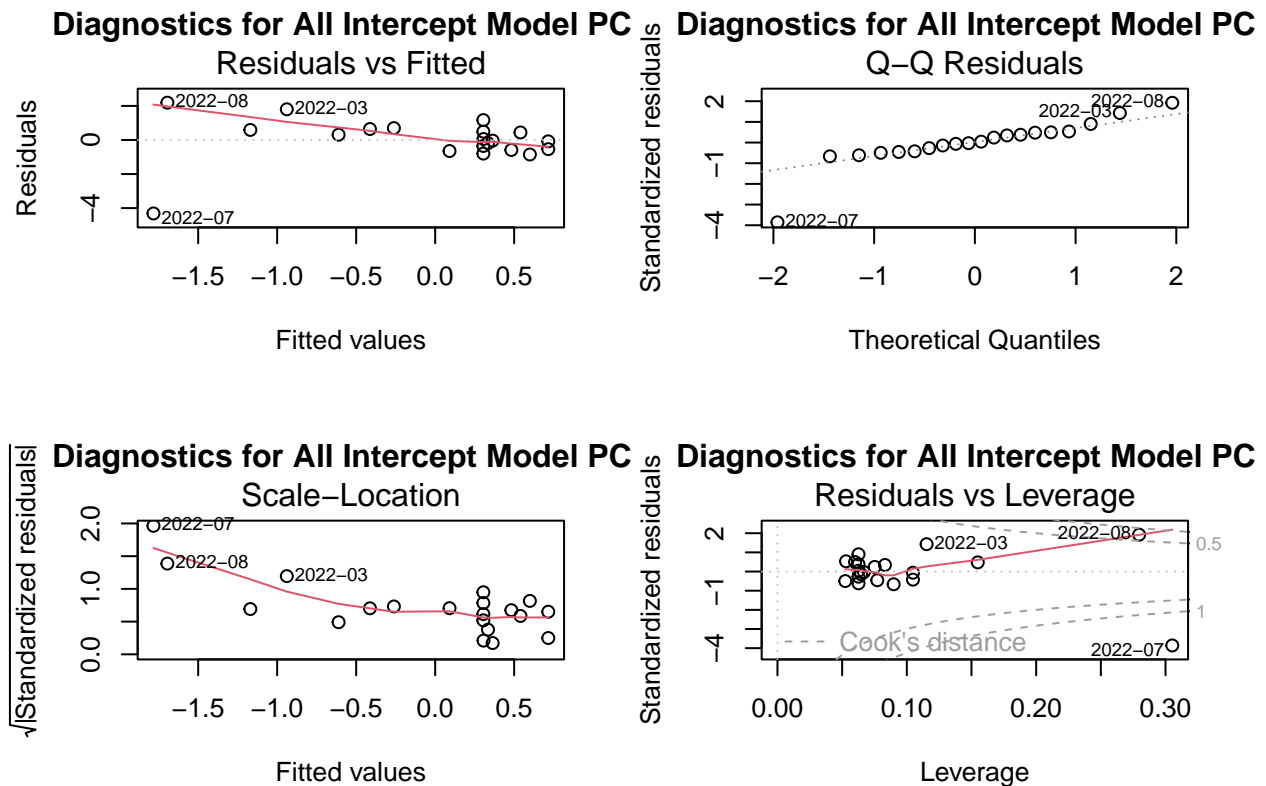 Diagnostics for All Intercept Model PC
Residuals vs Fitted
Residuals
0
−4
2022−08
2022−03
2022−07
−1.5 −1.0 −0.5 0.0 0.5
Fitted values
Diagnostics for All Intercept Model PC
Q−Q Residuals
Standardized residuals
2
−1
−4
2022−08
2022−03
2022−07
−2 −1 0 1 2
Theoretical Quantiles
Diagnostics for All Intercept Model PC
Scale−Location
√|Standardized residuals|
2.0
1.0
0.0
2022−07
2022−08
2022−03
−1.5 −1.0 −0.5 0.0 0.5
Fitted values
Diagnostics for All Intercept Model PC
Residuals vs Leverage
Standardized residuals
2
−1
−4
2022−08
2022−03
0.5
1
Cook's distance
2022−07
0.00 0.10 0.20 0.30
Leverage